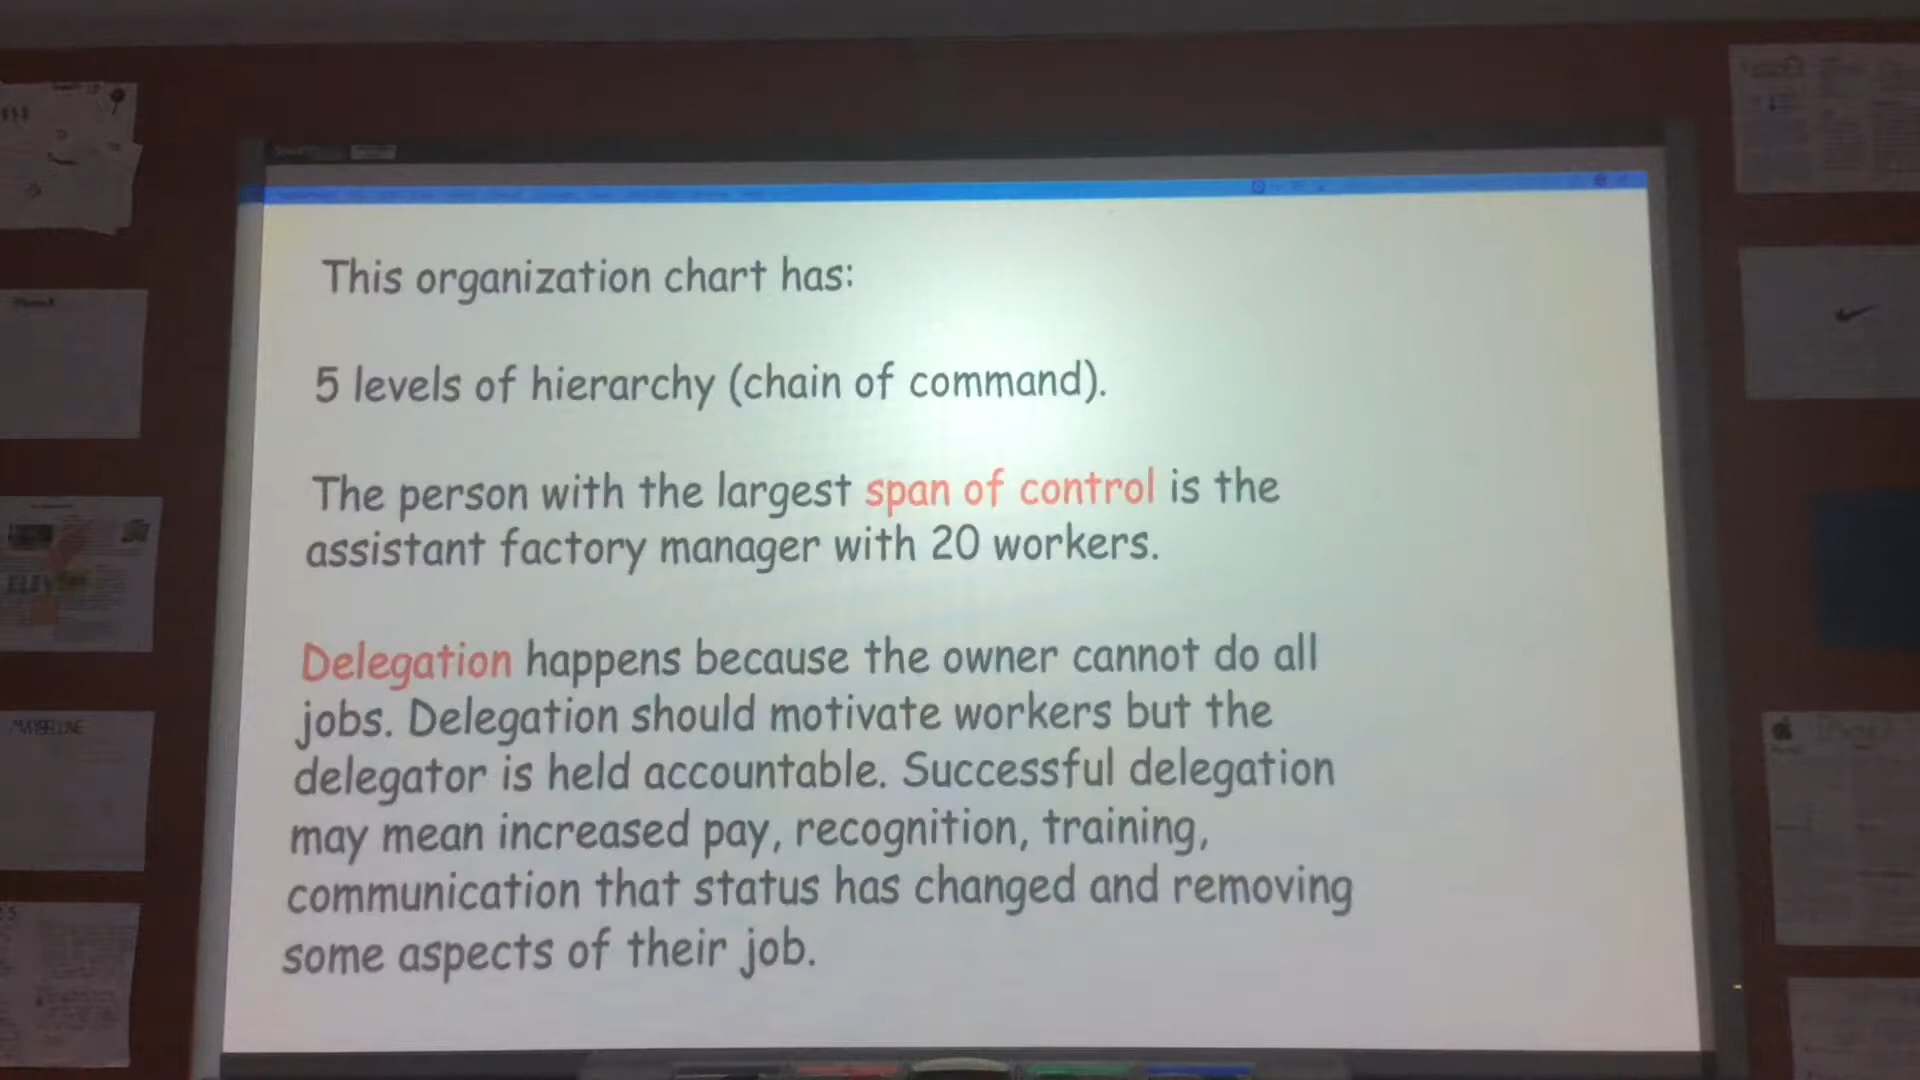 This organization chart has:
5 levels of hierarchy (chain of command).
The person with the largest span of control is the
assistant factory manager with 20 workers.
Delegation happens because the owner cannot do all
jobs. Delegation should motivate workers but the
delegator is held accountable. Successful delegation
may mean increased pay, recognition, training,
communication that status has changed and removing
some aspects of their job.
MAYBELLINE